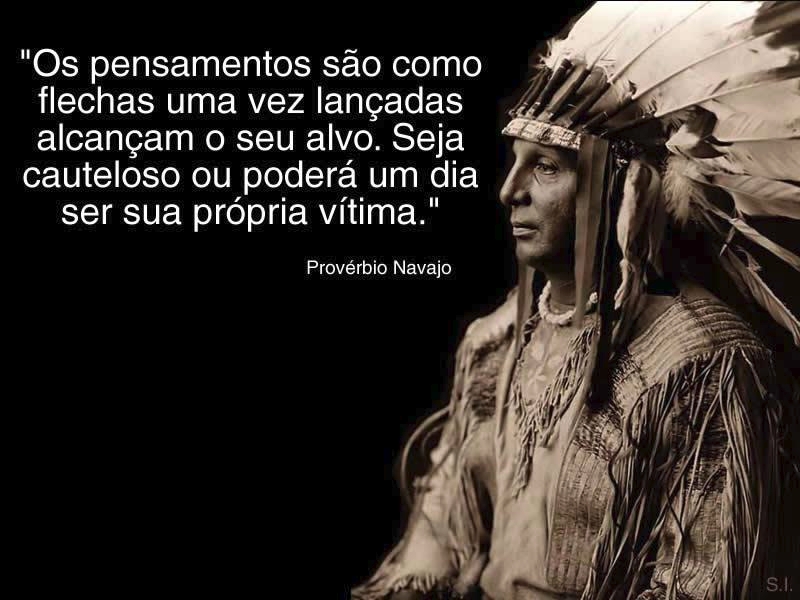 "Os pensamentos são como
flechas uma vez lançadas
alcançam o seu alvo. Seja
cauteloso ou poderá um dia
ser sua própria vítima."
Provérbio Navajo
S.I.